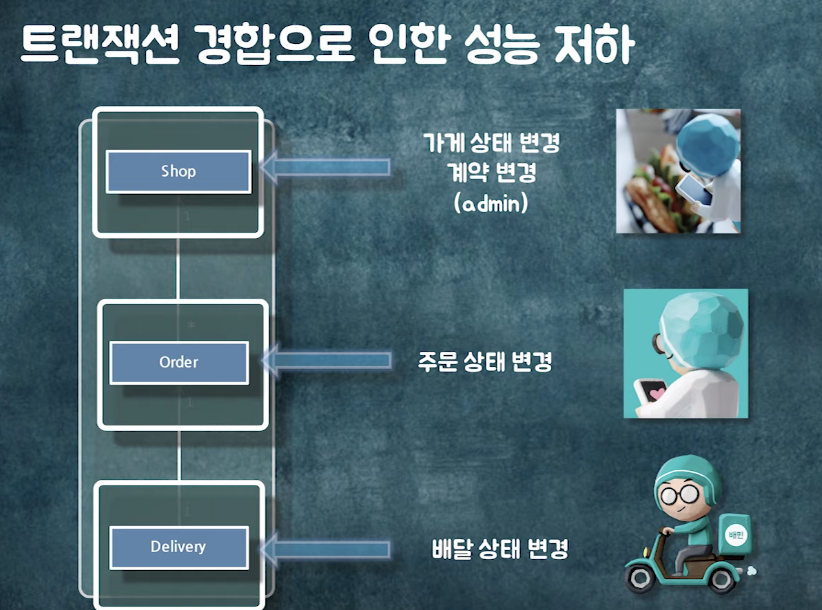 트랜잭션 경합으로 인한 성능 저하
Shop
가게 상태 변경
계약 변경
(admin)
Order
주문 상태 변경
Delivery
배달 상태 변경
배민